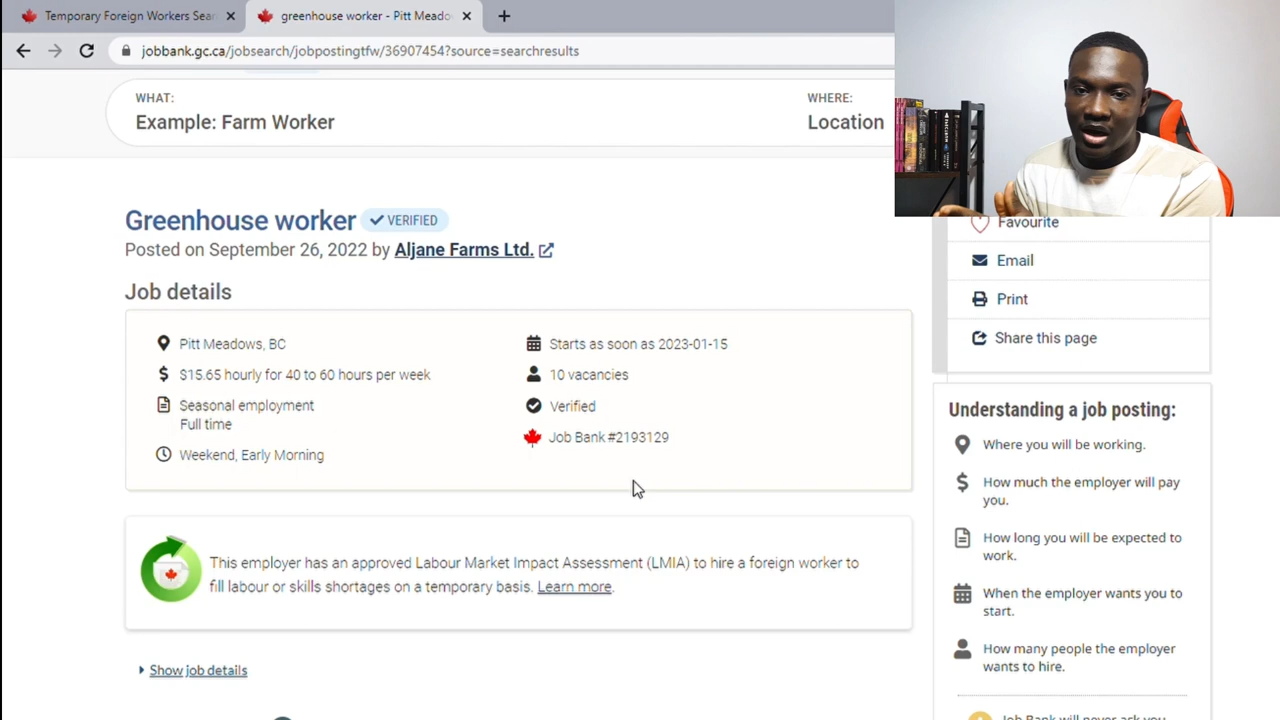 Temporary Foreign Workers Sear
greenhouse worker - Pitt Meado
jobbank.gc.ca/jobsearch/jobpostingtfw/36907454?source=searchresults
WHAT:
Example: Farm Worker
WHERE:
Location
Greenhouse worker VERIFIED
Posted on September 26, 2022 by Aljane Farms Ltd.
Job details
Pitt Meadows, BC
$15.65 hourly for 40 to 60 hours per week
Seasonal employment
Full time
Weekend, Early Morning
Starts as soon as 2023-01-15
10 vacancies
Verified
Job Bank #2193129
This employer has an approved Labour Market Impact Assessment (LMIA) to hire a foreign worker to
fill labour or skills shortages on a temporary basis. Learn more.
Show job details
Favourite
Email
Print
Share this page
Understanding a job posting:
Where you will be working.
How much the employer will pay
you.
How long you will be expected to
work.
When the employer wants you to
start.
How many people the employer
wants to hire.
Job Bank will never ask you